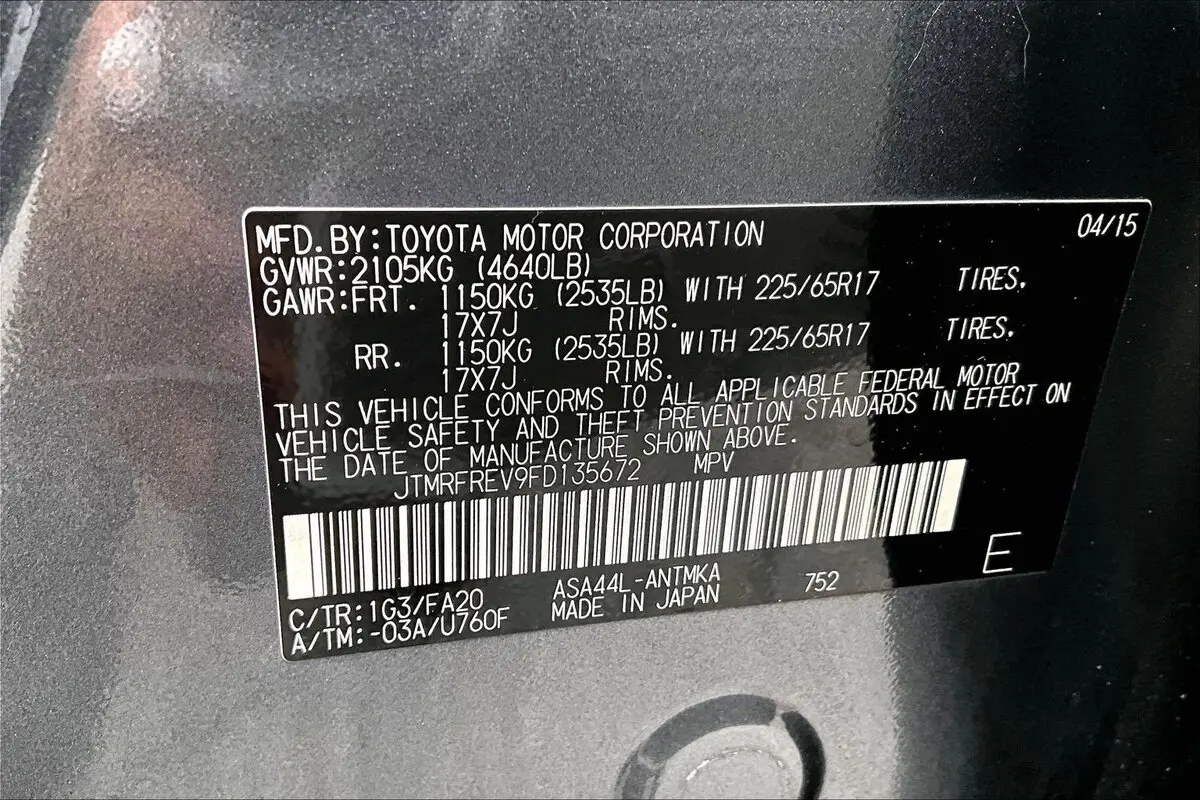 MFD. BY: TOYOTA MOTOR CORPORATION 04/15
GVWR: 2105KG (4640LB)
GAWR: FRT. 1150KG (2535LB) WITH 225/65R17 TIRES.
17X7J RIMS.
RR. 1150KG (2535LB) WITH 225/65R17 TIRES.
17X7J RIMS.
THIS VEHICLE CONFORMS TO ALL APPLICABLE FEDERAL MOTOR
VEHICLE SAFETY AND THEFT PREVENTION STANDARDS IN EFFECT ON
THE DATE OF MANUFACTURE SHOWN ABOVE.
JTMRFREV9FD135672 MPV
E
C/TR: 1G3/FA20 ASA44L-ANTMKA 752
A/TM: -03A/U760F MADE IN JAPAN